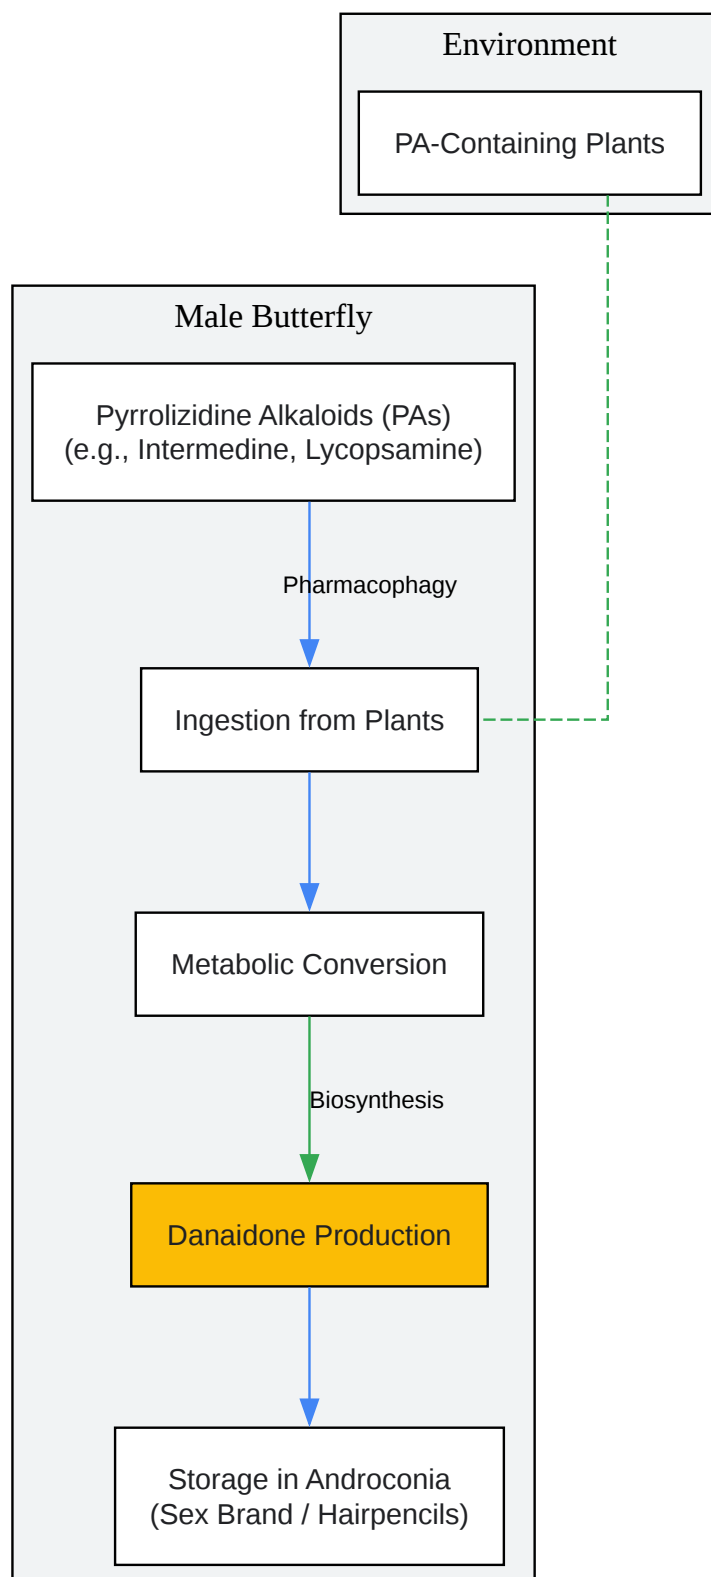 Environment
PA-Containing Plants
Male Butterfly
Pyrrolizidine Alkaloids (PAs)
(e.g., Intermedine, Lycopsamine)
Pharmacophagy
Ingestion from Plants
Metabolic Conversion
Biosynthesis
Danaidone Production
Storage in Androconia
(Sex Brand / Hairpencils)